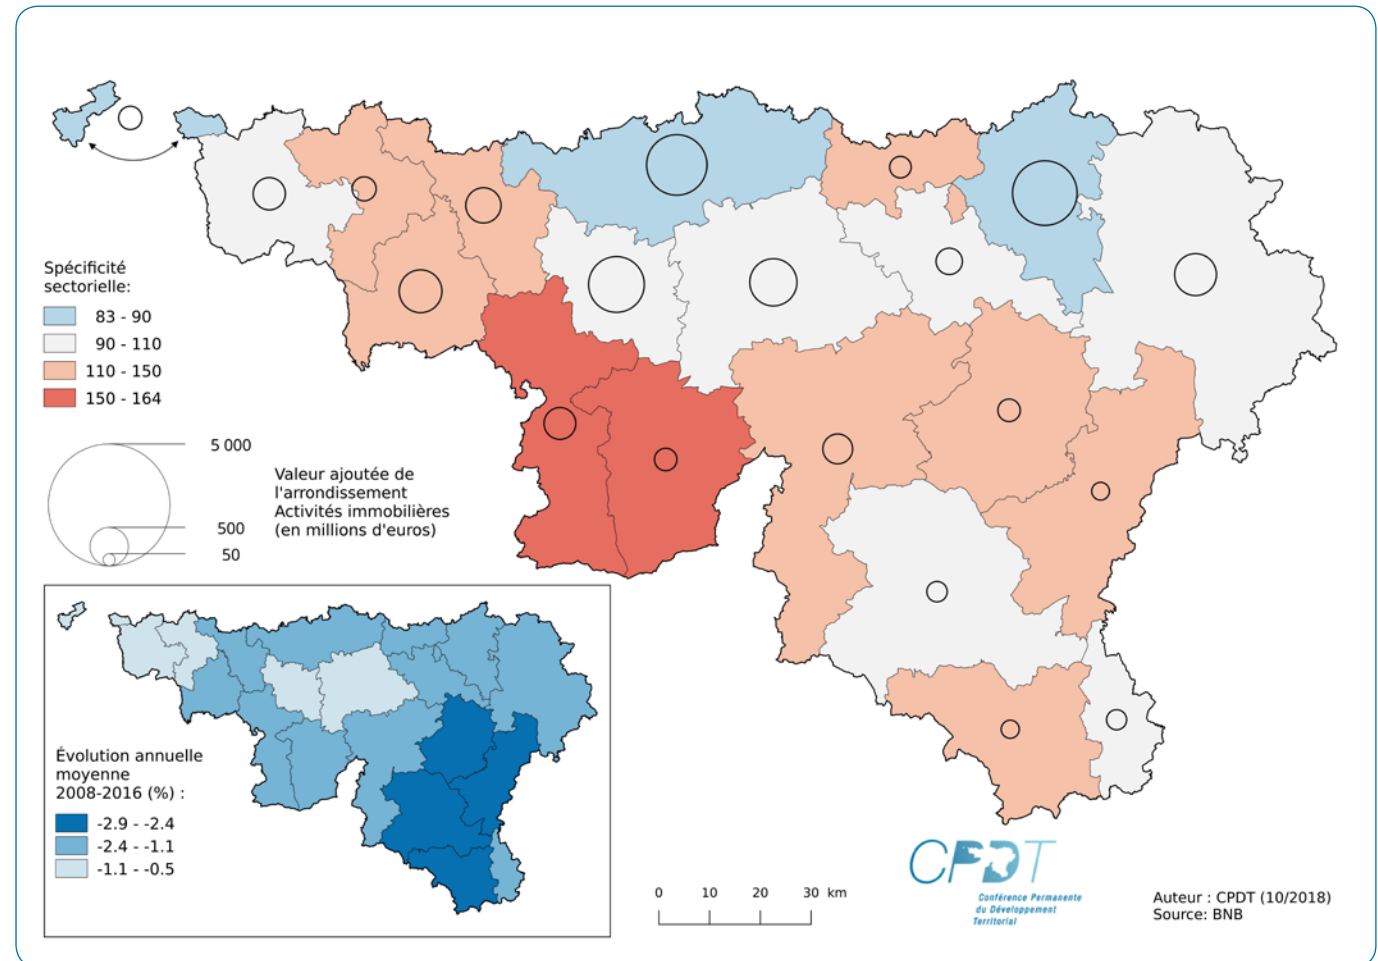 Spécificité
sectorielle:
83 - 90
90 - 110
110 - 150
150 - 164
5 000
500
50
Valeur ajoutée de
l'arrondissement
Activités immobilières
(en millions d'euros)
Évolution annuelle
moyenne
2008-2016 (%) :
-2.9 - -2.4
-2.4 - -1.1
-1.1 - -0.5
0 10 20 30 km
CPDT
Conférence Permanente
du Développement
Territorial
Auteur : CPDT (10/2018)
Source: BNB